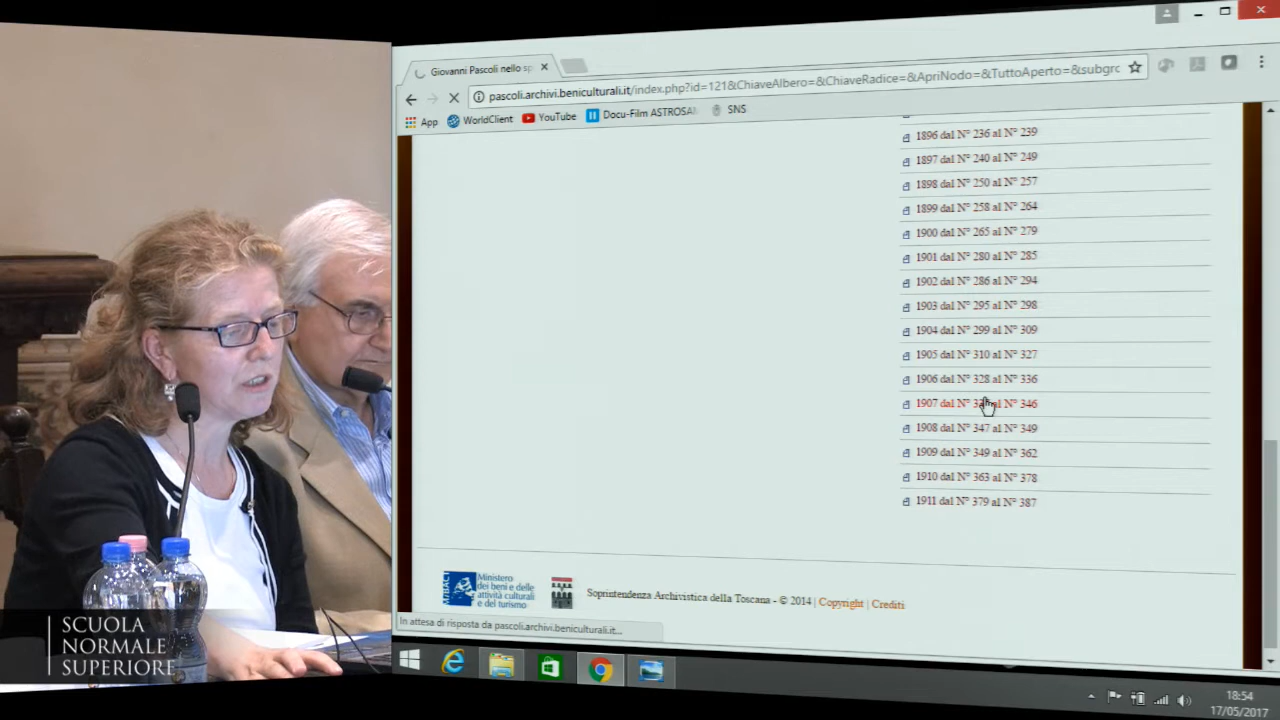 Giovanni Pascoli nello sp
pascoli.archivi.beniculturali.it/index.php?id=121&ChiaveAlbero=&ChiaveRadice=&ApriNodo=&TuttoAperto=&subgrc
App WorldClient YouTube Docu-Film ASTROSA SNS
1896 dal N° 236 al N° 239
1897 dal N° 240 al N° 249
1898 dal N° 250 al N° 257
1899 dal N° 258 al N° 264
1900 dal N° 265 al N° 279
1901 dal N° 280 al N° 285
1902 dal N° 286 al N° 294
1903 dal N° 295 al N° 298
1904 dal N° 299 al N° 309
1905 dal N° 310 al N° 327
1906 dal N° 328 al N° 336
1907 dal N° al N° 346
1908 dal N° 347 al N° 349
1909 dal N° 349 al N° 362
1910 dal N° 363 al N° 378
1911 dal N° 379 al N° 387
MIBACT
Ministero
dei beni e delle
attività culturali
e del turismo
Soprintendenza Archivistica della Toscana - © 2014 | Copyright | Crediti
In attesa di risposta da pascoli.archivi.beniculturali.it...
18:54
17/05/2017
SCUOLA
NORMALE
SUPERIORE